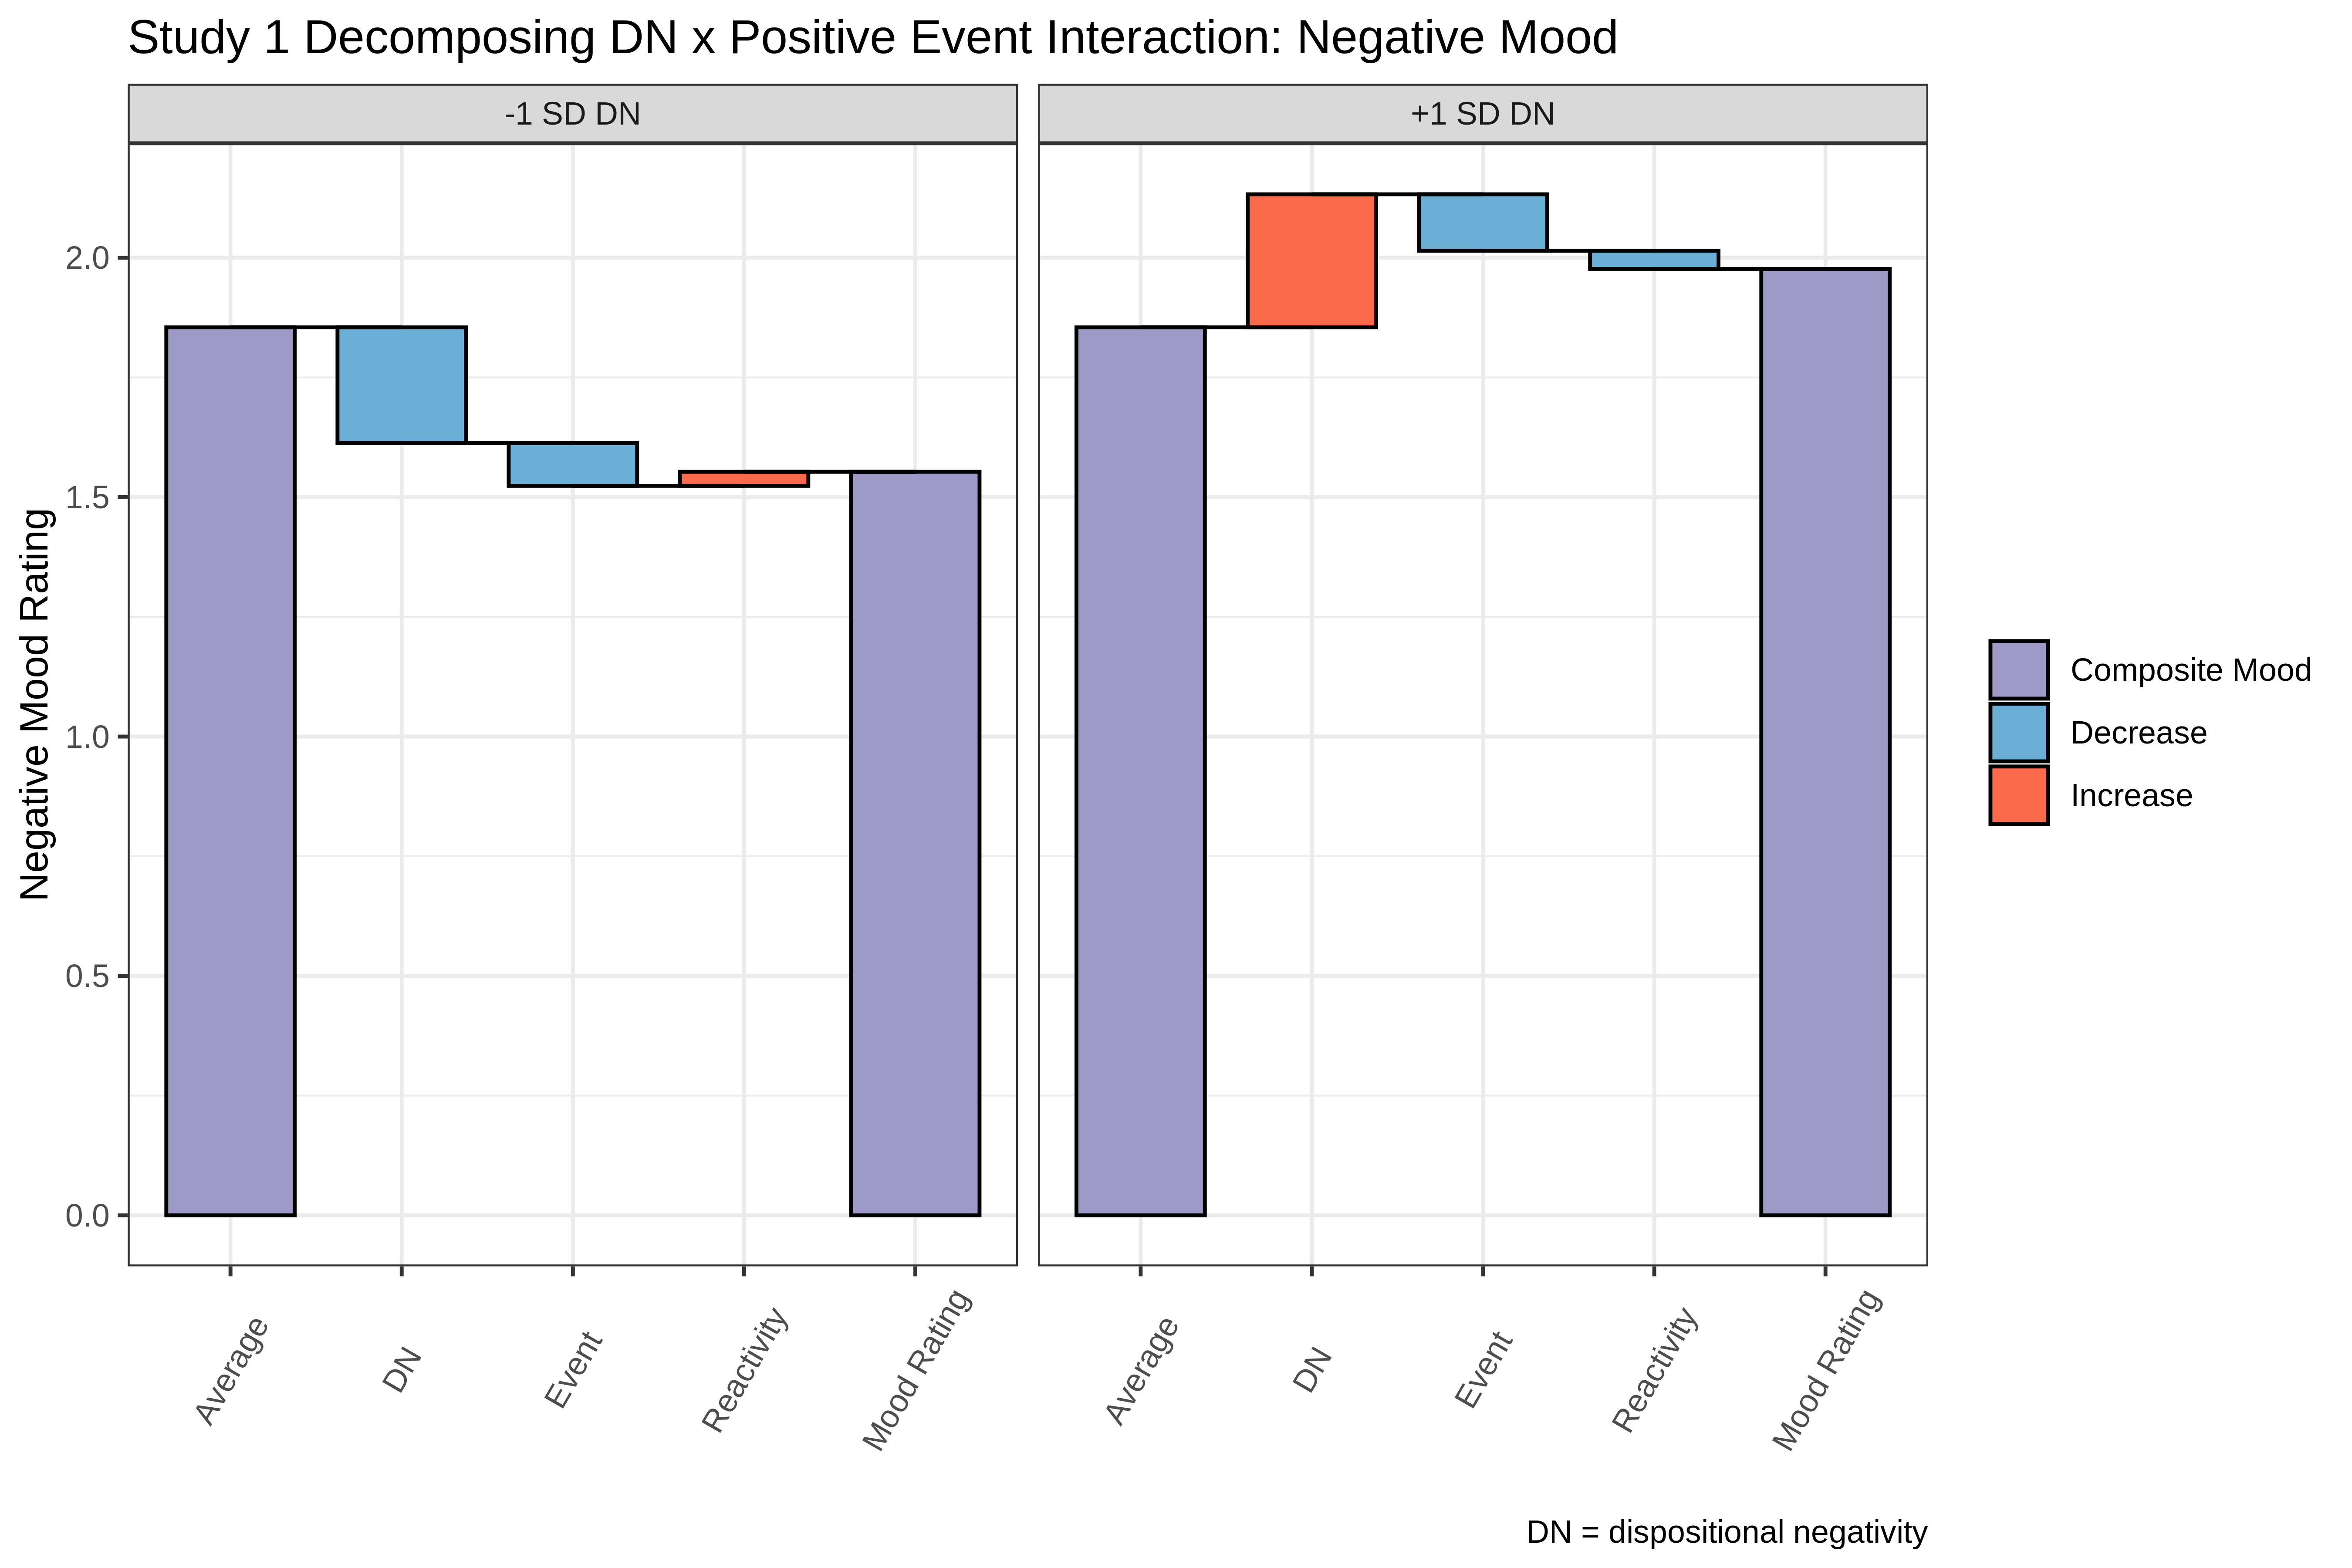 Study 1 Decomposing DN x Positive Event Interaction: Negative Mood
-1 SD DN
+1 SD DN
Negative Mood Rating
2.0
1.5
1.0
0.5
0.0
Average
DN
Event
Reactivity
Mood Rating
Average
DN
Event
Reactivity
Mood Rating
Composite Mood
Decrease
Increase
DN = dispositional negativity